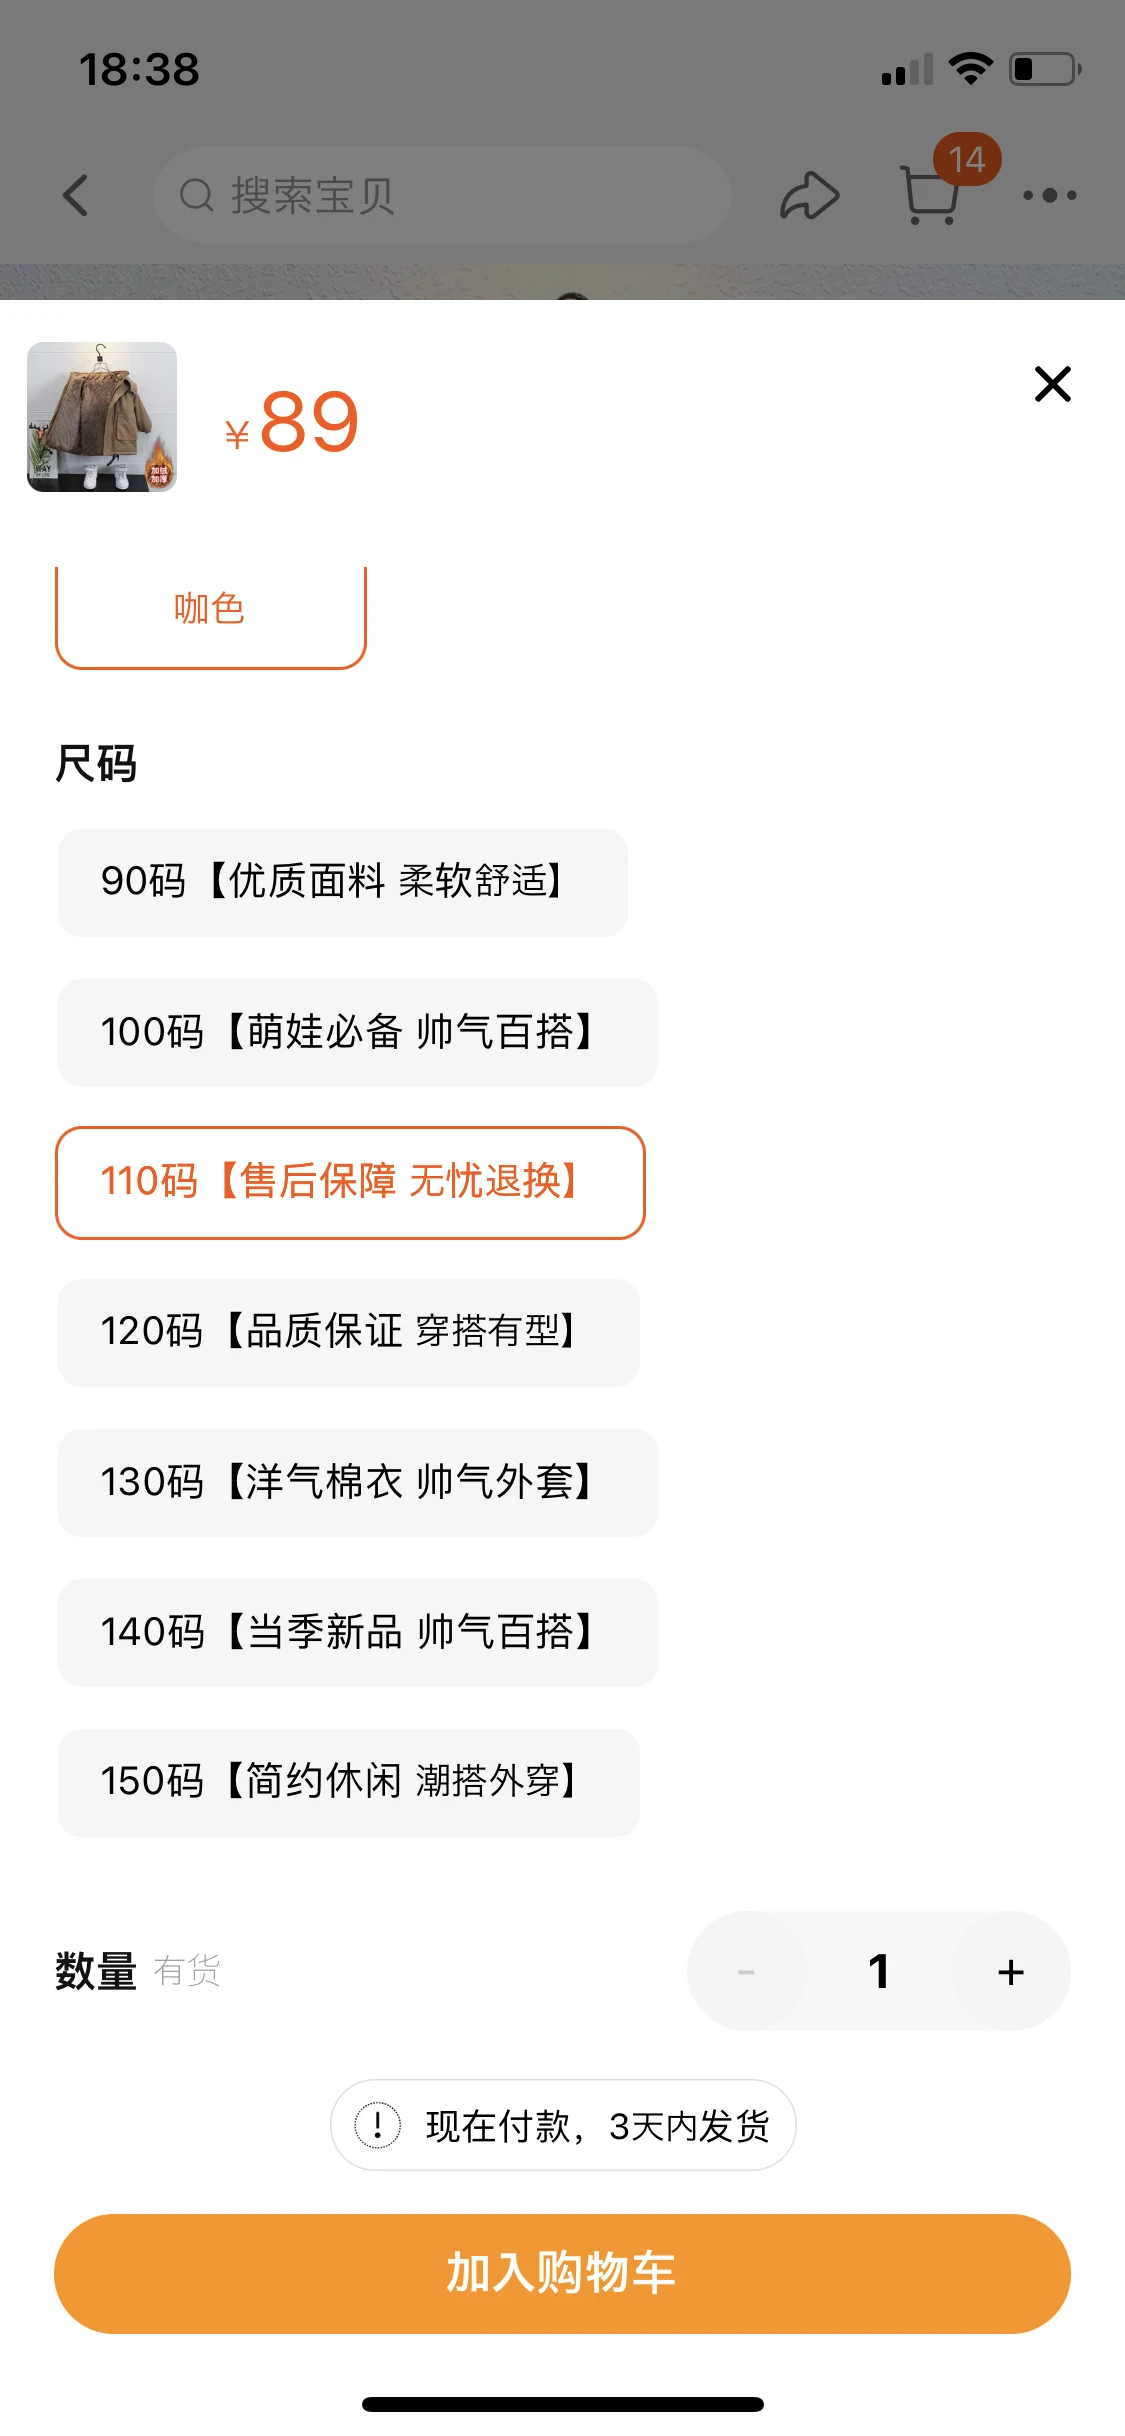 18:38
搜索宝贝
14
加绒
加厚
¥89
咖色
尺码
90码【优质面料 柔软舒适】
100码【萌娃必备 帅气百搭】
110码【售后保障 无忧退换】
120码【品质保证 穿搭有型】
130码【洋气棉衣 帅气外套】
140码【当季新品 帅气百搭】
150码【简约休闲 潮搭外穿】
数量 有货
- 1 +
现在付款，3天内发货
加入购物车